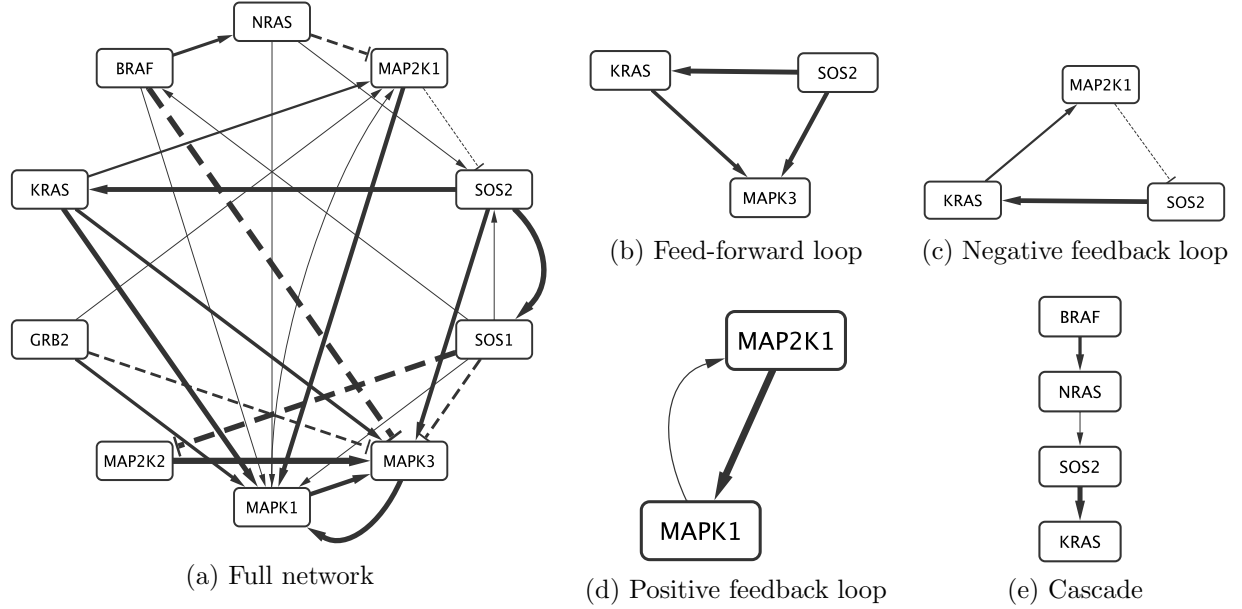 NRAS
BRAF
MAP2K1
KRAS
SOS2
GRB2
SOS1
MAP2K2
MAPK3
MAPK1
(a) Full network
KRAS
SOS2
MAPK3
(b) Feed-forward loop
MAP2K1
KRAS
SOS2
(c) Negative feedback loop
MAP2K1
MAPK1
(d) Positive feedback loop
BRAF
NRAS
SOS2
KRAS
(e) Cascade